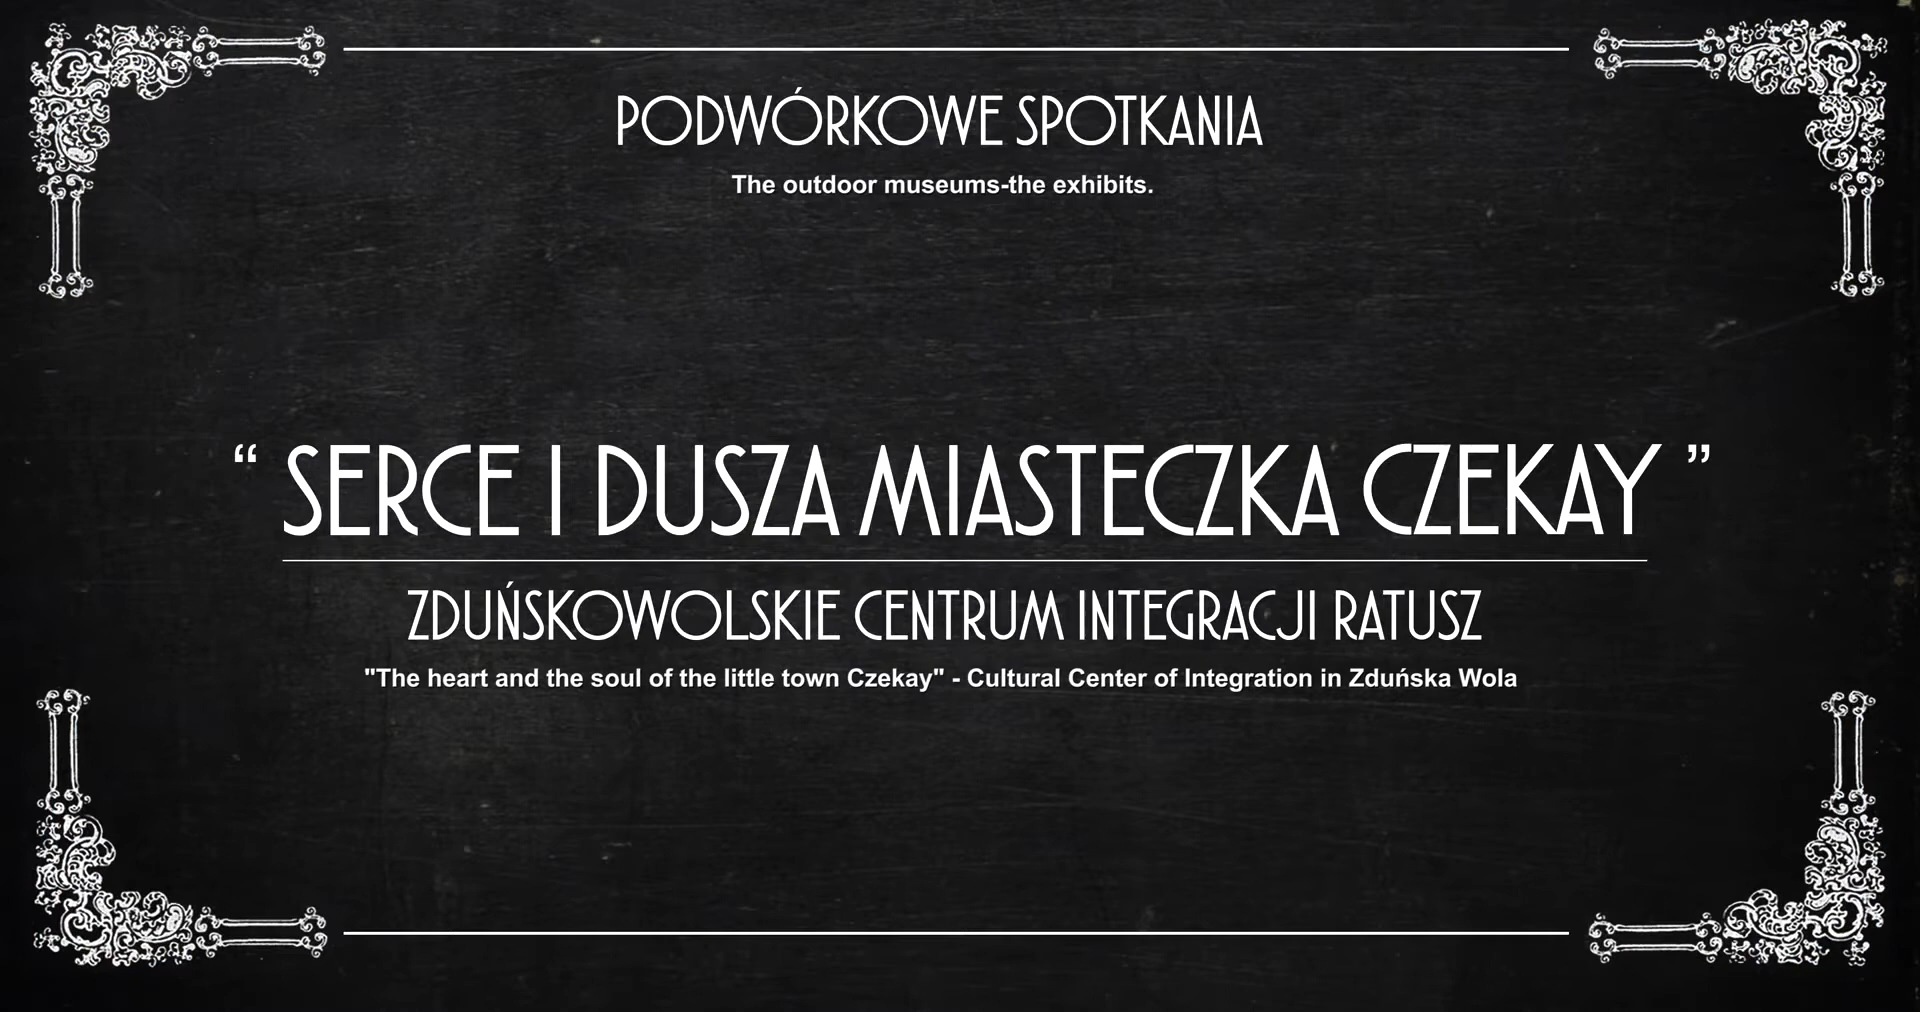 PODWÓRKOWE SPOTKANIA
The outdoor museums-the exhibits.
“ SERCE I DUSZA MIASTECZKA CZEKAY ”
ZDUŃSKOWOLSKIE CENTRUM INTEGRACJI RATUSZ
"The heart and the soul of the little town Czekay" - Cultural Center of Integration in Zduńska Wola